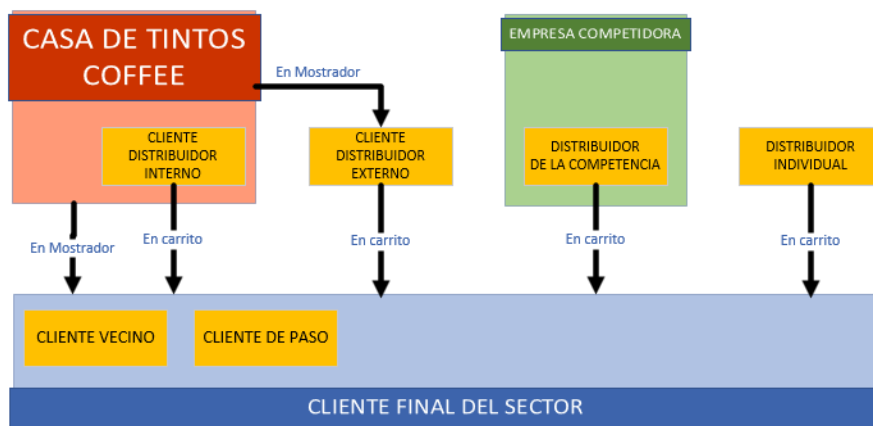 CASA DE TINTOS
COFFEE
EMPRESA COMPETIDORA
En Mostrador
CLIENTE
DISTRIBUIDOR
INTERNO
CLIENTE
DISTRIBUIDOR
EXTERNO
DISTRIBUIDOR
DE LA COMPETENCIA
DISTRIBUIDOR
INDIVIDUAL
En Mostrador
En carrito
En carrito
En carrito
En carrito
CLIENTE VECINO
CLIENTE DE PASO
CLIENTE FINAL DEL SECTOR